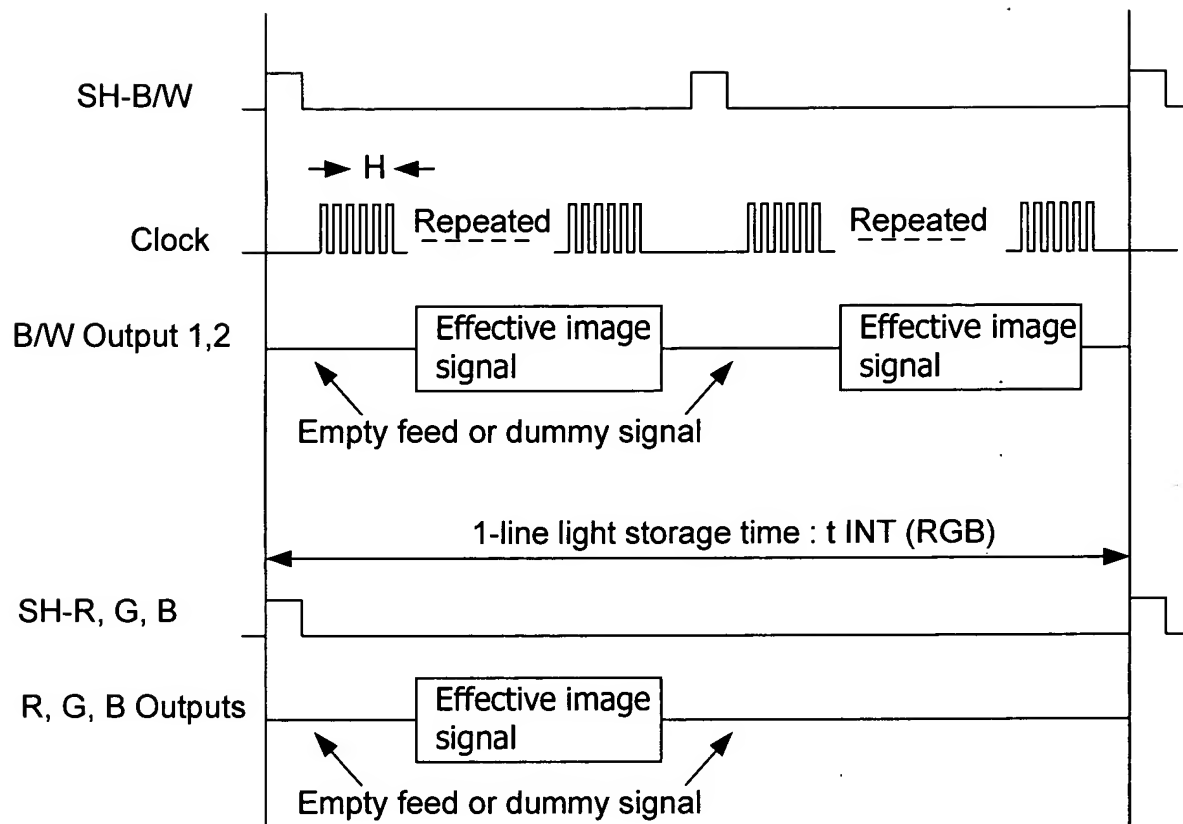 SH-B/W
H
Clock
Repeated
Repeated
B/W Output 1,2
Effective image
signal
Effective image
signal
Empty feed or dummy signal
1-line light storage time : t INT (RGB)
SH-R, G, B
R, G, B Outputs
Effective image
signal
Empty feed or dummy signal